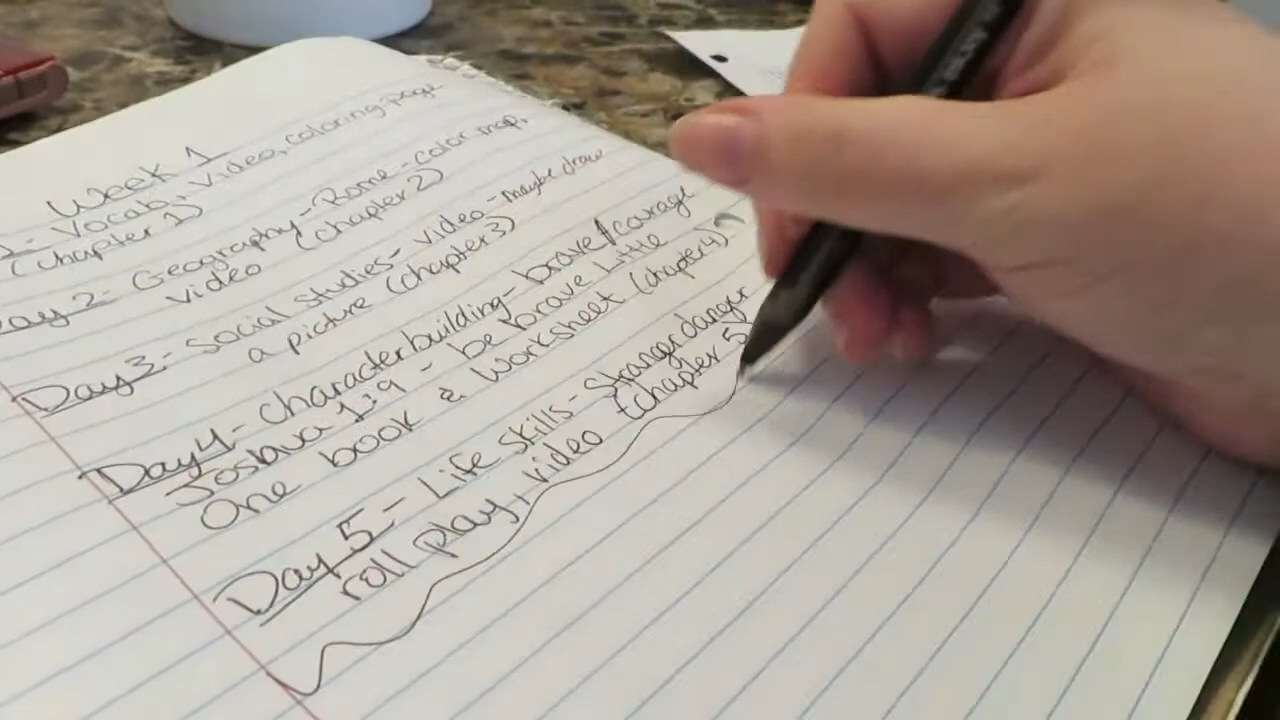 Week 1
1- Vocab, Video, coloring page
(Chapter 1)
Day 2- Geography-Rome-color map,
video (Chapter 2)
Day 3- Social Studies- video-maybe draw
a picture (Chapter 3)
Day 4- Character building- brave/courage
Joshua 1:9 - be brave Little
One book & Worksheet (Chapter 4)
Day 5- Life Skills- Stranger danger
roll play, video (Chapter 5)